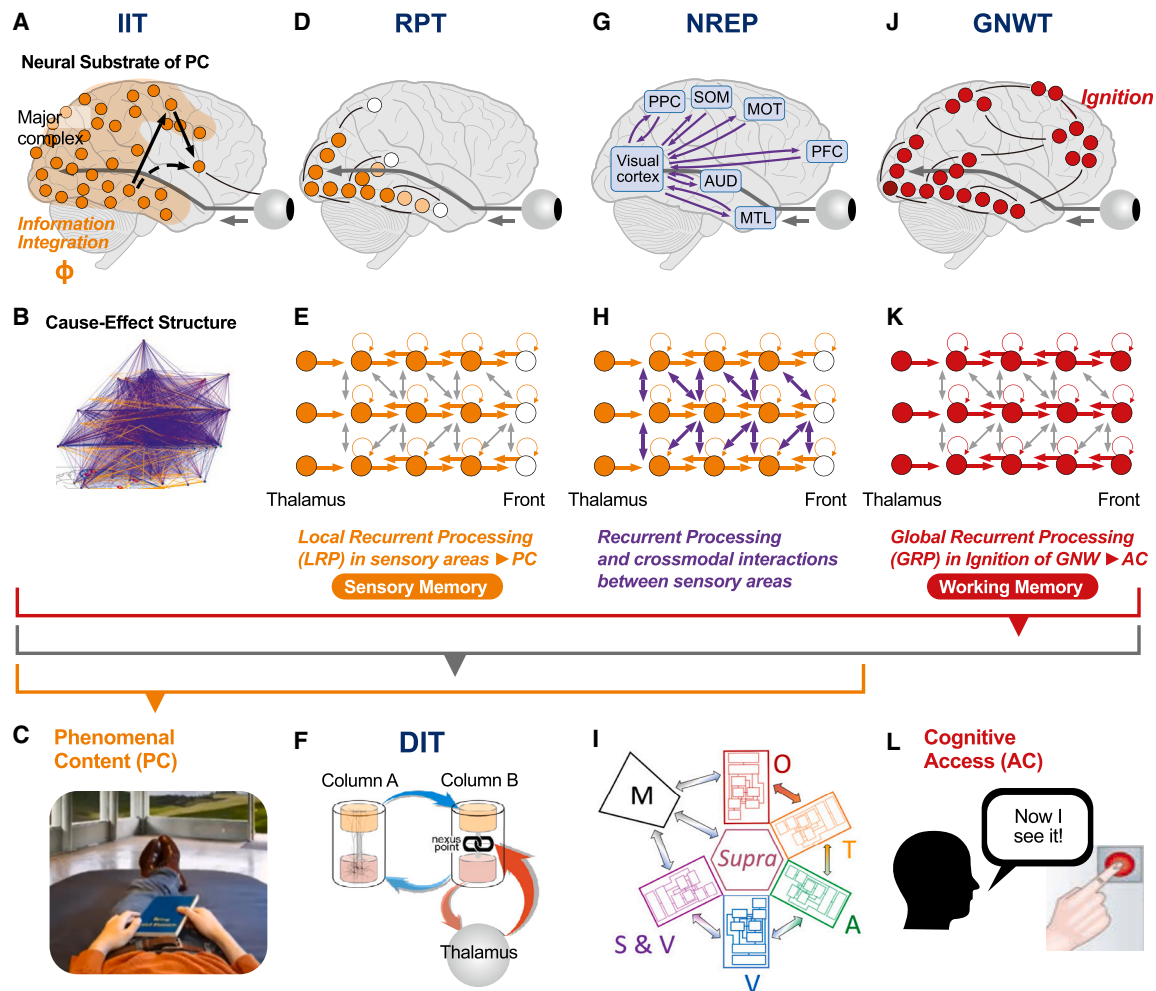 A
IIT
Neural Substrate of PC
Major
complex
Information
Integration
ϕ
D
RPT
G
NREP
PPC
SOM
MOT
PFC
Visual
cortex
AUD
MTL
J
GNWT
Ignition
B
Cause-Effect Structure
E
Thalamus
Front
Local Recurrent Processing
(LRP) in sensory areas ►PC
Sensory Memory
H
Thalamus
Front
Recurrent Processing
and crossmodal interactions
between sensory areas
K
Thalamus
Front
Global Recurrent Processing
(GRP) in Ignition of GNW ►AC
Working Memory
C
Phenomenal
Content (PC)
F
DIT
Column A
Column B
nexus
point
Thalamus
I
M
O
T
Supra
A
S & V
V
L
Cognitive
Access (AC)
Now I
see it!